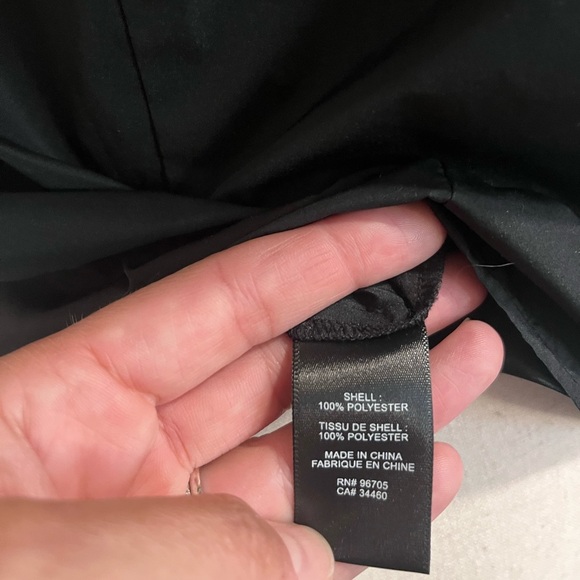 SHELL :
100% POLYESTER
TISSU DE SHELL :
100% POLYESTER
MADE IN CHINA
FABRIQUE EN CHINE
RN# 96705
CA# 34460